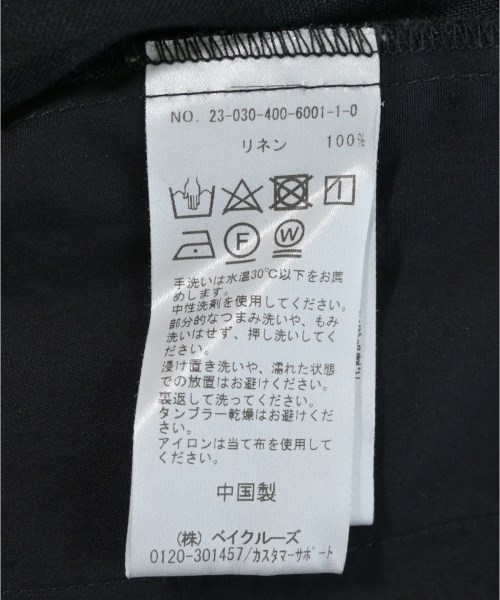 NO. 23-030-400-6001-1-0
リネン 100%
F W
手洗いは水温30℃以下をお薦
めします。
中性洗剤を使用してください。
部分的なつまみ洗いや、もみ
洗いはせず、押し洗いしてく
ださい。
浸け置き洗いや、濡れた状態
での放置はお避けください。
裏返して洗ってください。
タンブラー乾燥はお避けくだ
さい。
アイロンは当て布を使用して
ください。
中国製
(株) ベイクルーズ
0120-301457/カスタマーサポート